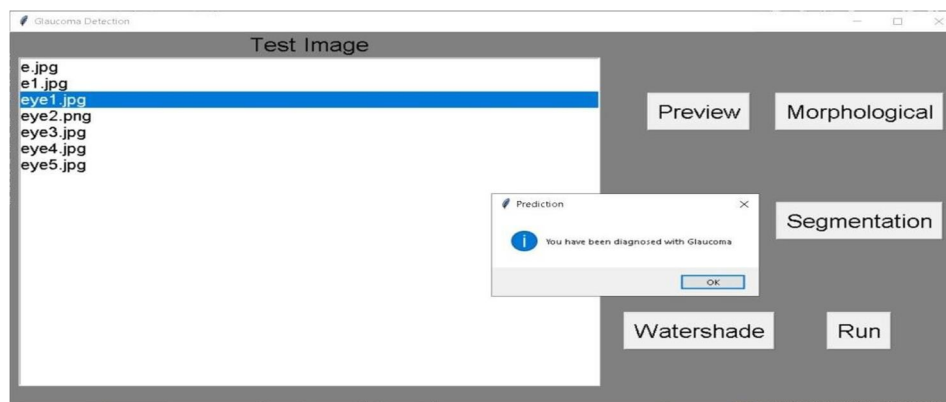 Glaucoma Detection
Test Image
e.jpg
e1.jpg
eye1.jpg
eye2.png
eye3.jpg
eye4.jpg
eye5.jpg
Preview
Morphological
Segmentation
Prediction
You have been diagnosed with Glaucoma
OK
Watershade
Run